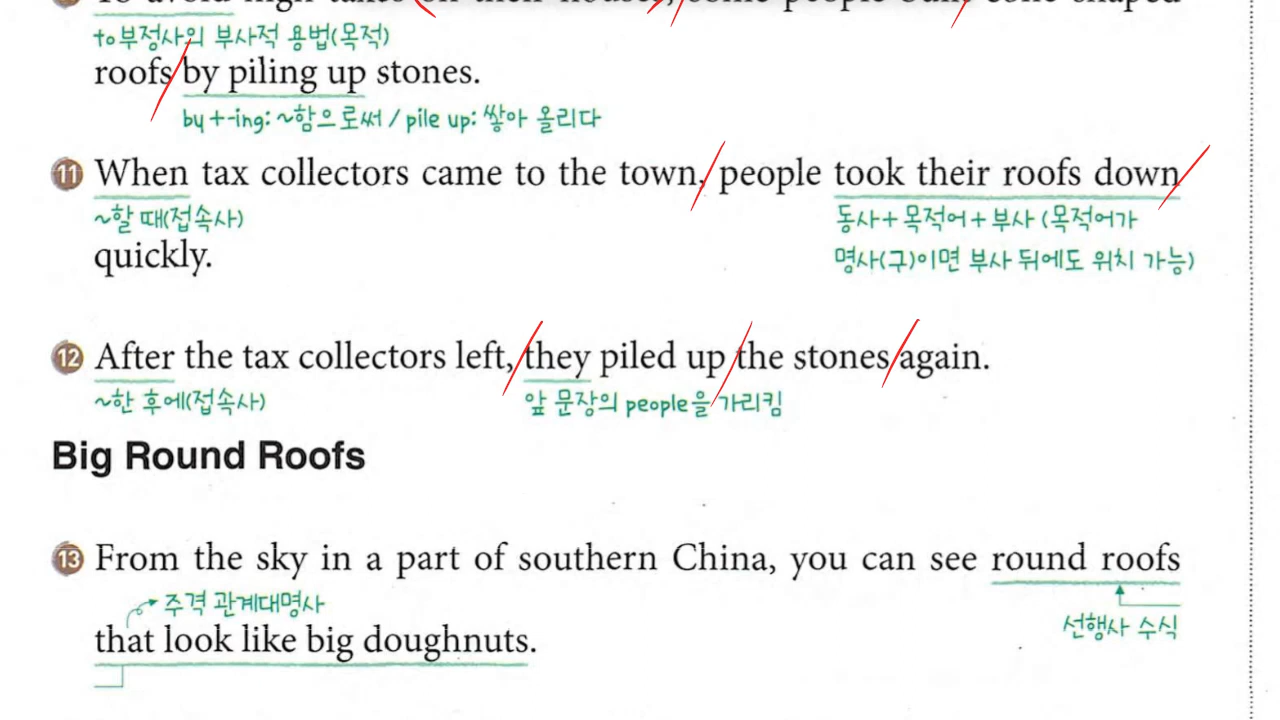 to부정사의 부사적 용법(목적)
roofs by piling up stones.
by+-ing: ~함으로써 / pile up: 쌓아 올리다
11 When tax collectors came to the town, people took their roofs down
~할 때(접속사) 동사+목적어+부사 (목적어가
quickly. 명사(구)이면 부사 뒤에도 위치 가능)
12 After the tax collectors left, they piled up the stones again.
~한 후에(접속사) 앞 문장의 people을 가리킴
Big Round Roofs
13 From the sky in a part of southern China, you can see round roofs
주격 관계대명사 선행사 수식
that look like big doughnuts.